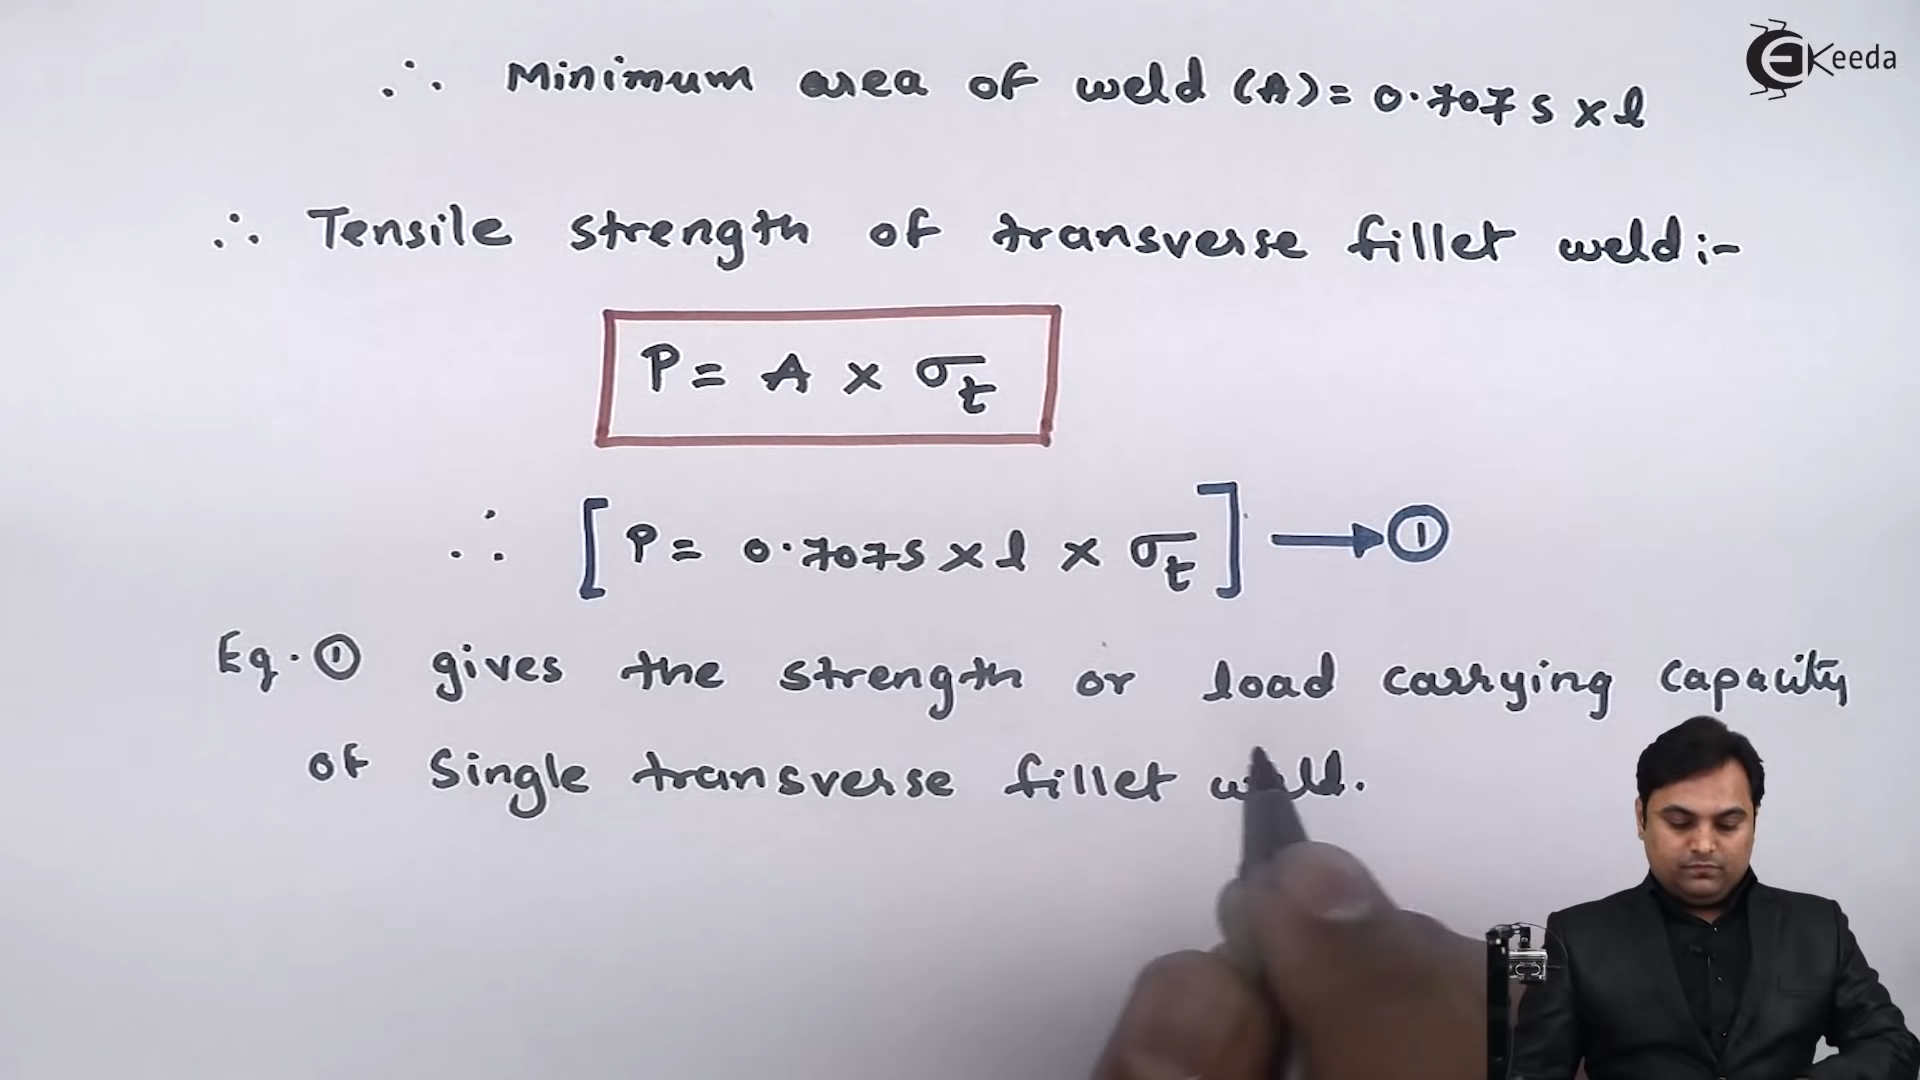 EKeeda
∴ Minimum area of weld (A) = 0.707 s × l
∴ Tensile strength of transverse fillet weld :-
P = A × σt
∴ [P = 0.707 s × l × σt] → ①
Eq. ① gives the strength or load carrying capacity
of single transverse fillet weld.